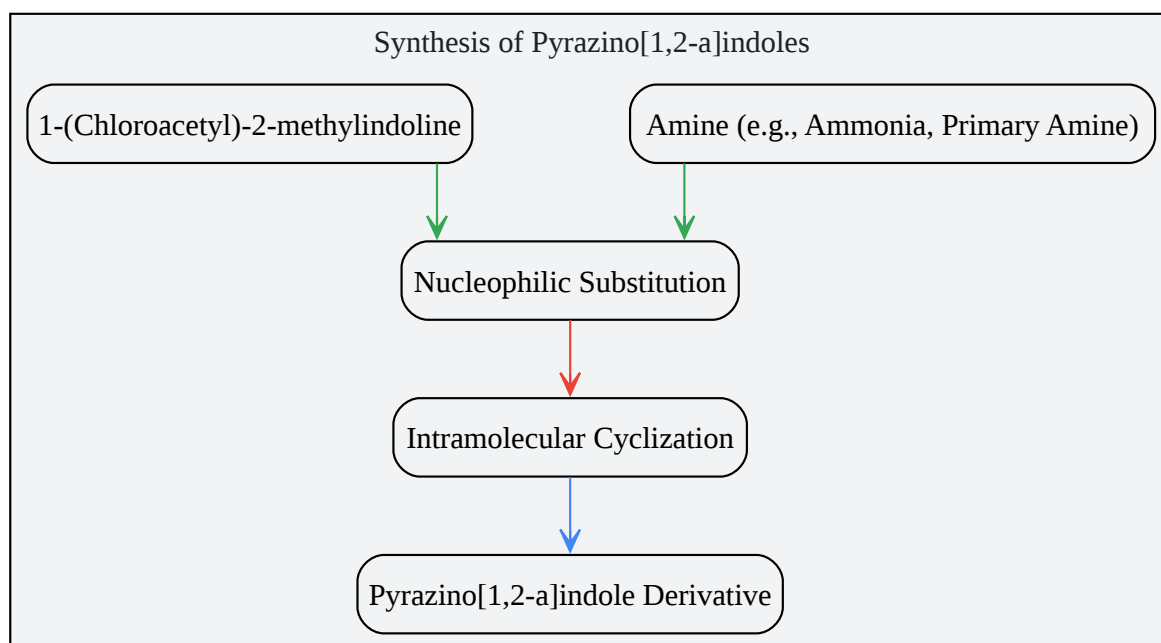 Synthesis of Pyrazino[1,2-a]indoles
1-(Chloroacetyl)-2-methylindoline
Amine (e.g., Ammonia, Primary Amine)
Nucleophilic Substitution
Intramolecular Cyclization
Pyrazino[1,2-a]indole Derivative